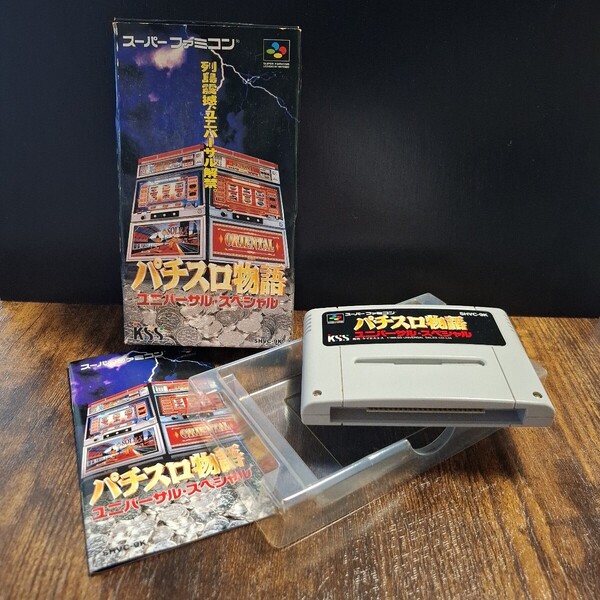 スーパーファミコン
SUPER FAMICOM
列島震撼、ユニバーサル解禁
ORIENTAL
パチスロ物語
ユニバーサル・スペシャル
KSS
SHVC-9K
スーパーファミコン
SHVC-9K
パチスロ物語
KSS
ユニバーサル・スペシャル
スーパーファミコン
ORIENTAL
パチスロ物語
ユニバーサル・スペシャル
SHVC-9K